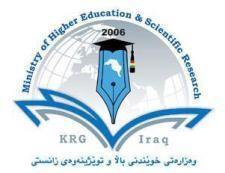 Ministry of Higher Education & Scientific Research
2006
KRG Iraq
وەزارەتی خوێندنی باڵا و توێژینەوەی زانستی